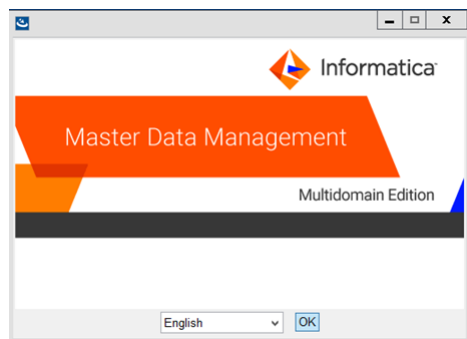 Informatica
Master Data Management
Multidomain Edition
English
OK